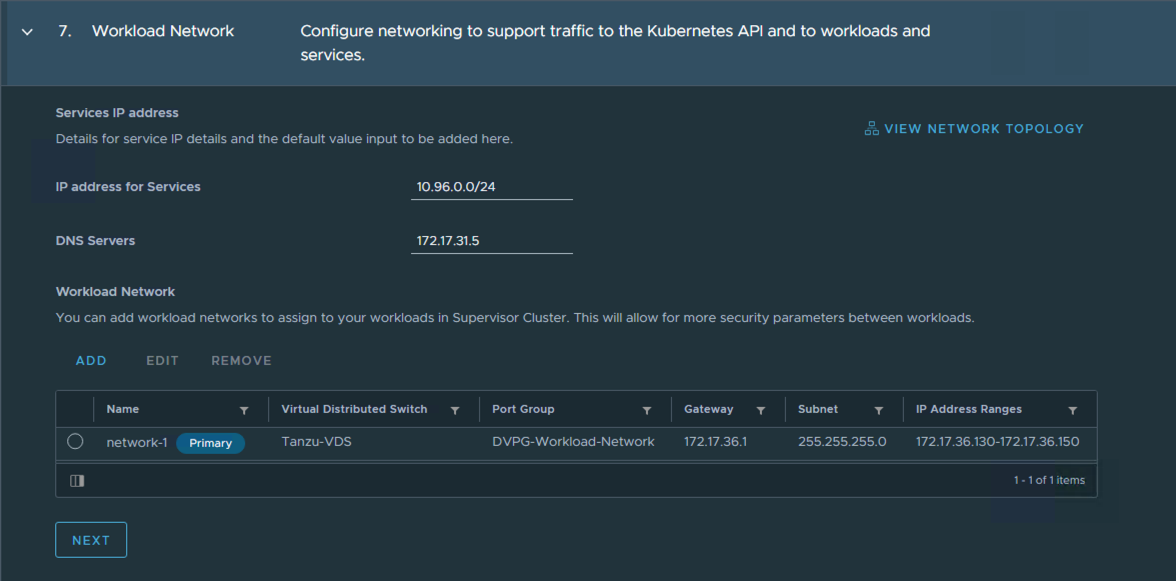 7. Workload Network Configure networking to support traffic to the Kubernetes API and to workloads and
services.
Services IP address
Details for service IP details and the default value input to be added here.
VIEW NETWORK TOPOLOGY
IP address for Services 10.96.0.0/24
DNS Servers 172.17.31.5
Workload Network
You can add workload networks to assign to your workloads in Supervisor Cluster. This will allow for more security parameters between workloads.
ADD EDIT REMOVE
Name Virtual Distributed Switch Port Group Gateway Subnet IP Address Ranges
network-1 Primary Tanzu-VDS DVPG-Workload-Network 172.17.36.1 255.255.255.0 172.17.36.130-172.17.36.150
1 - 1 of 1 items
NEXT